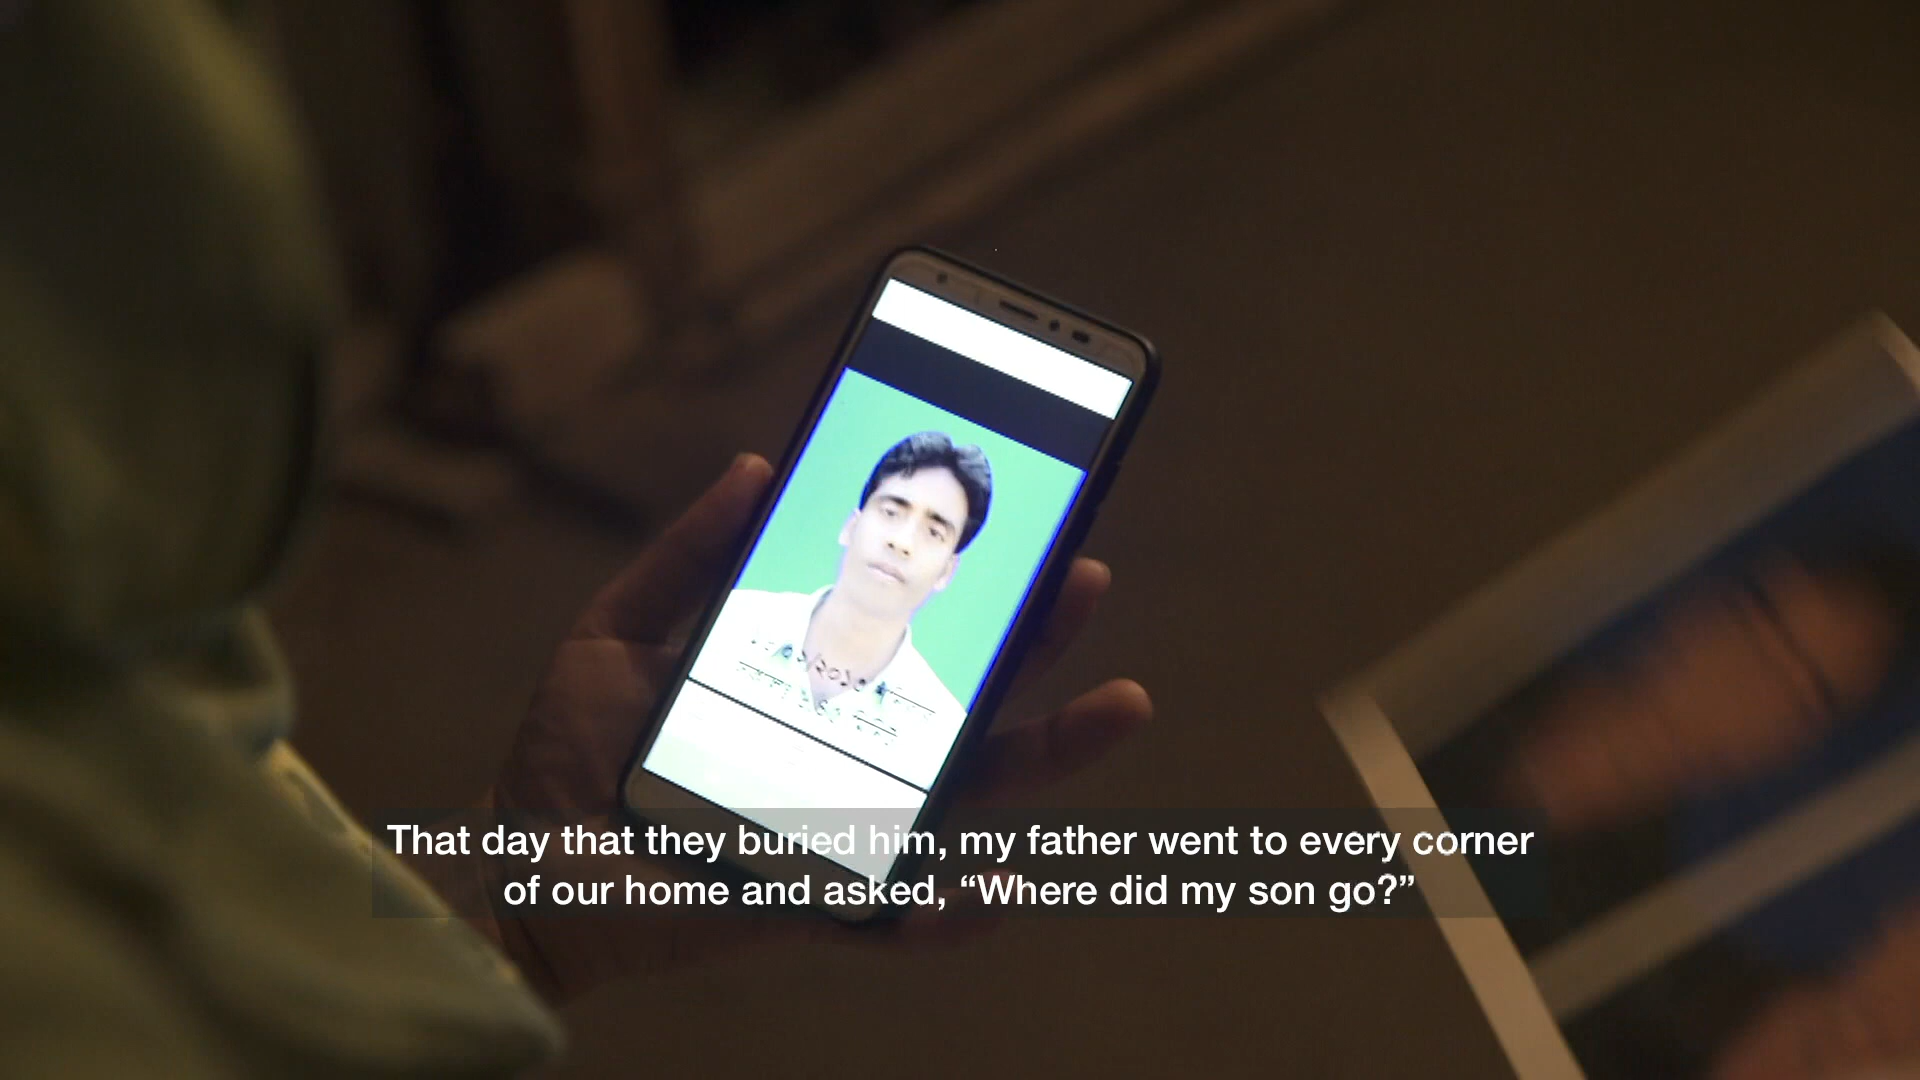 That day that they buried him, my father went to every corner
of our home and asked, “Where did my son go?”